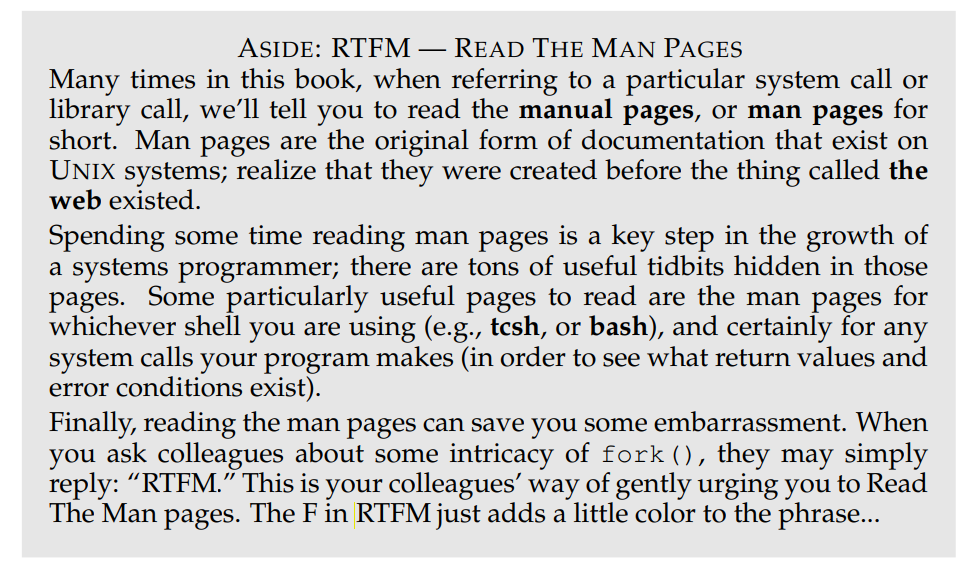 ASIDE: RTFM — READ THE MAN PAGES
Many times in this book, when referring to a particular system call or
library call, we'll tell you to read the manual pages, or man pages for
short. Man pages are the original form of documentation that exist on
UNIX systems; realize that they were created before the thing called the
web existed.
Spending some time reading man pages is a key step in the growth of
a systems programmer; there are tons of useful tidbits hidden in those
pages. Some particularly useful pages to read are the man pages for
whichever shell you are using (e.g., tcsh, or bash), and certainly for any
system calls your program makes (in order to see what return values and
error conditions exist).
Finally, reading the man pages can save you some embarrassment. When
you ask colleagues about some intricacy of fork(), they may simply
reply: “RTFM.” This is your colleagues' way of gently urging you to Read
The Man pages. The F in RTFM just adds a little color to the phrase...